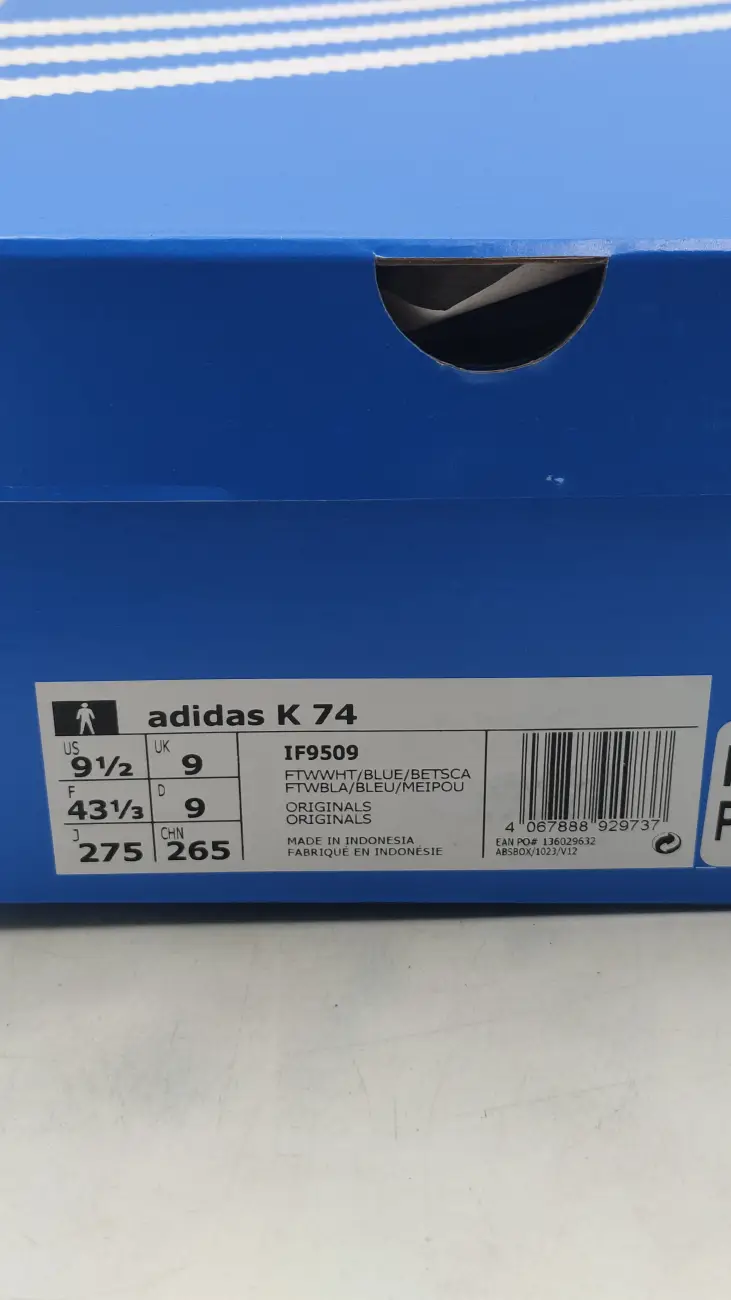 adidas K 74
US
9½
UK
9
F
43⅓
D
9
J
275
CHN
265
IF9509
FTWWHT/BLUE/BETSCA
FTWBLA/BLEU/MEIPOU
ORIGINALS
ORIGINALS
MADE IN INDONESIA
FABRIQUÉ EN INDONÉSIE
4 067888 929737
EAN PO# 136029632
ABSBOX/1023/V12